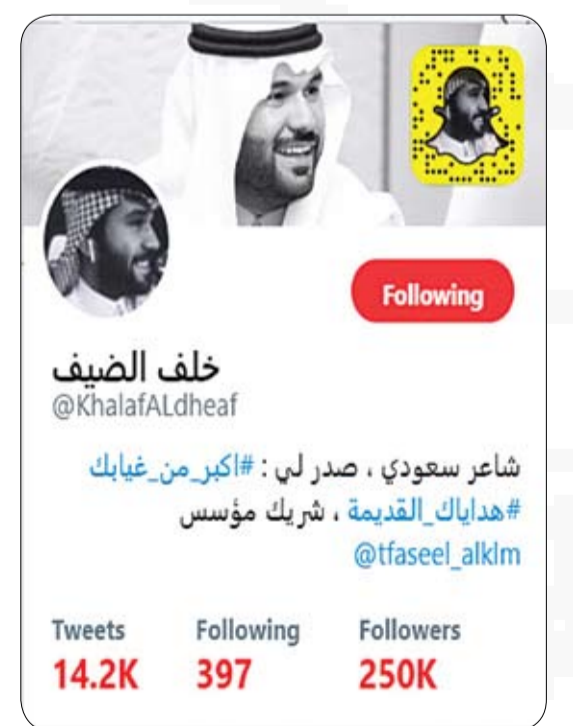 Following
خلف الضيف
@KhalafALdheaf
شاعر سعودي ، صدر لي : #اكبر_من_غيابك
#هداياك_القديمة ، شريك مؤسس
@tfaseel_alklm
Tweets Following Followers
14.2K 397 250K